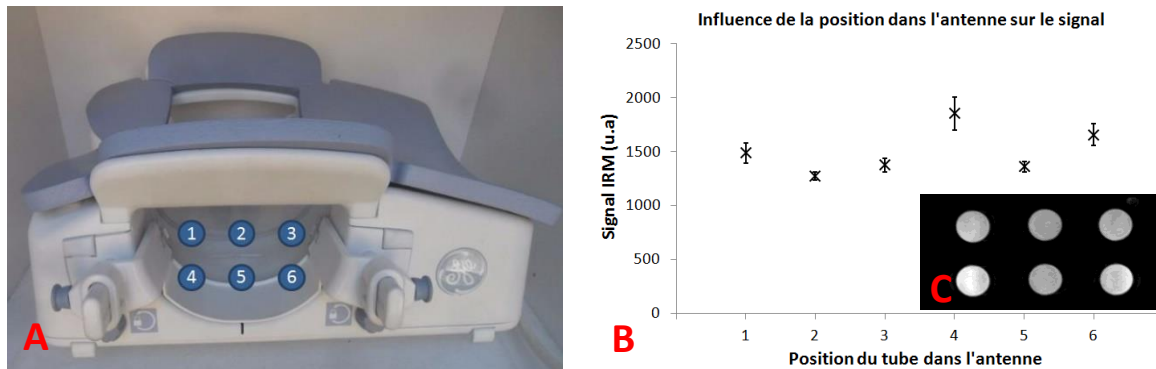 1 2 3
4 5 6
A
Influence de la position dans l'antenne sur le signal
Signal IRM (u.a)
2500
2000
1500
1000
500
0
1 2 3 4 5 6
Position du tube dans l'antenne
B
C